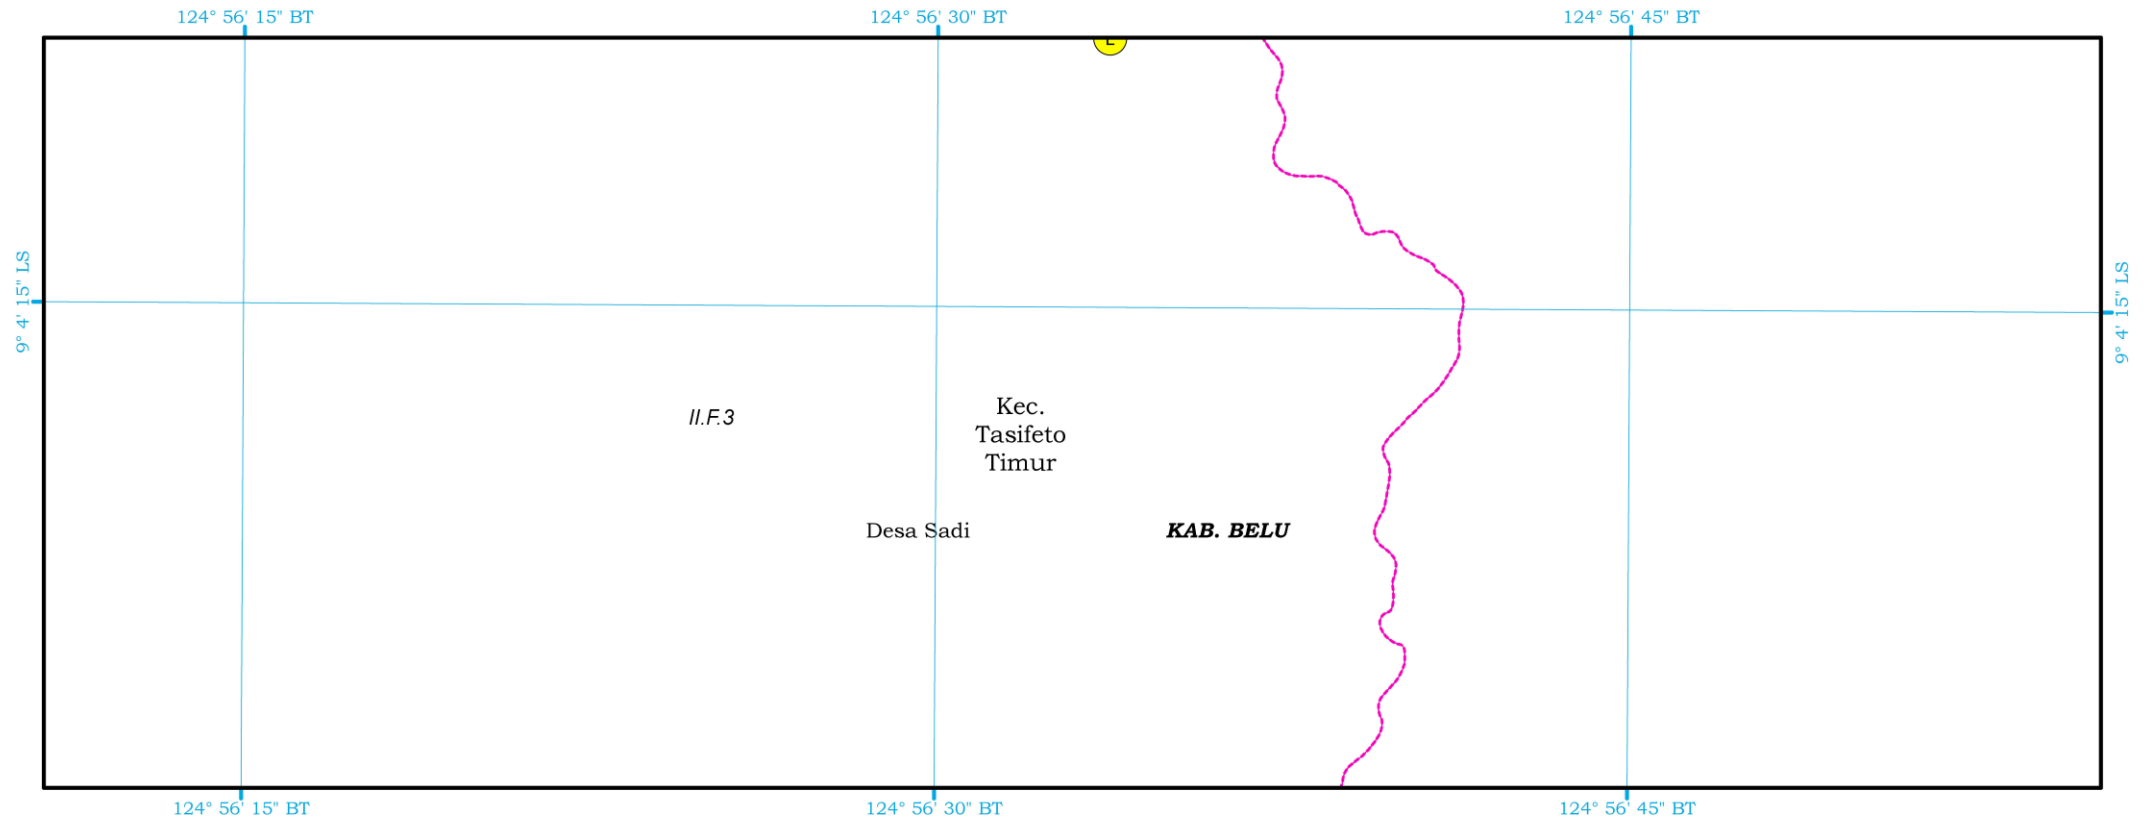 124° 56' 15" BT
124° 56' 30" BT
124° 56' 45" BT
9° 4' 15" LS
9° 4' 15" LS
II.F.3
Kec.
Tasifeto
Timur
Desa Sadi
KAB. BELU
124° 56' 15" BT
124° 56' 30" BT
124° 56' 45" BT